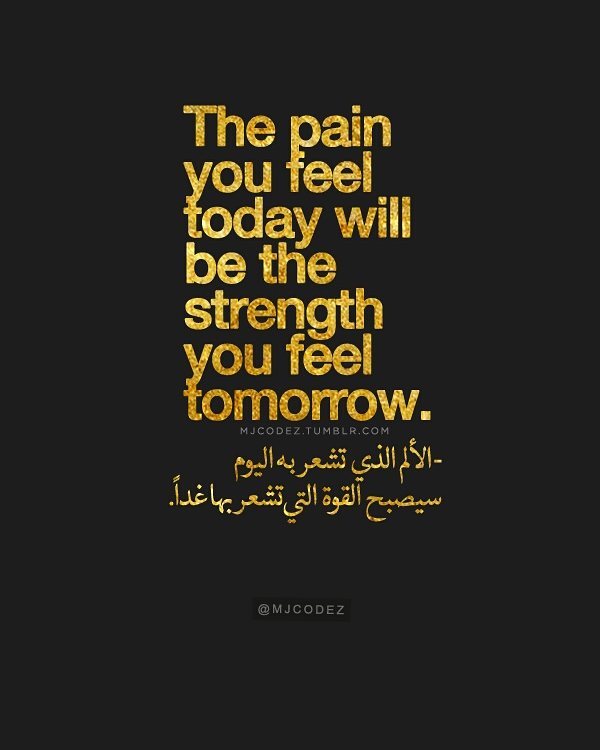 The pain
you feel
today will
be the
strength
you feel
tomorrow.
MJCODEZ.TUMBLR.COM
-الألم الذي تشعر به اليوم
سيصبح القوة التي تشعر بها غداً.
@MJCODEZ